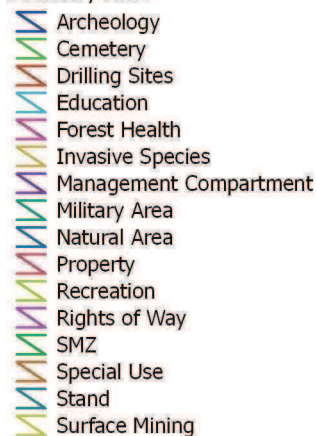 Archeology
Cemetery
Drilling Sites
Education
Forest Health
Invasive Species
Management Compartment
Military Area
Natural Area
Property
Recreation
Rights of Way
SMZ
Special Use
Stand
Surface Mining